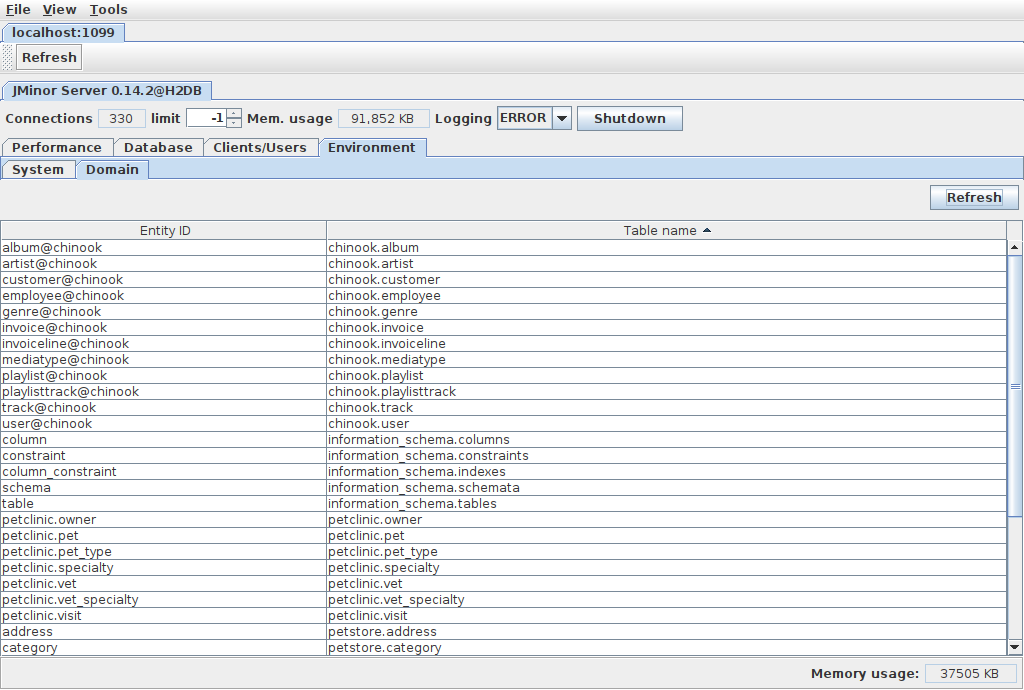 File View Tools
localhost:1099
Refresh
JMinor Server 0.14.2@H2DB
Connections 330 limit -1 Mem. usage 91,852 KB Logging ERROR Shutdown
Performance Database Clients/Users Environment
System Domain
Refresh
Entity ID Table name
album@chinook chinook.album
artist@chinook chinook.artist
customer@chinook chinook.customer
employee@chinook chinook.employee
genre@chinook chinook.genre
invoice@chinook chinook.invoice
invoiceline@chinook chinook.invoiceline
mediatype@chinook chinook.mediatype
playlist@chinook chinook.playlist
playlisttrack@chinook chinook.playlisttrack
track@chinook chinook.track
user@chinook chinook.user
column information_schema.columns
constraint information_schema.constraints
column_constraint information_schema.indexes
schema information_schema.schemata
table information_schema.tables
petclinic.owner petclinic.owner
petclinic.pet petclinic.pet
petclinic.pet_type petclinic.pet_type
petclinic.specialty petclinic.specialty
petclinic.vet petclinic.vet
petclinic.vet_specialty petclinic.vet_specialty
petclinic.visit petclinic.visit
address petstore.address
category petstore.category
Memory usage: 37505 KB